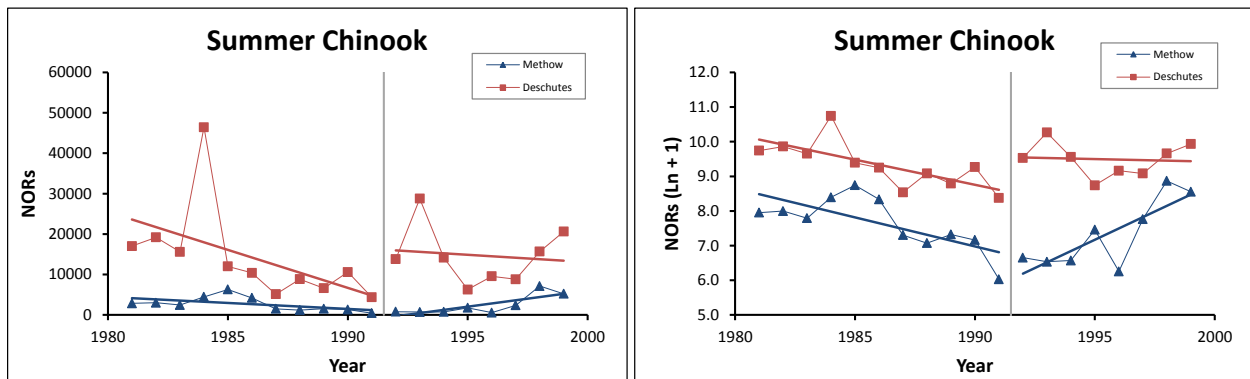 Summer Chinook
Methow
Deschutes
60000
50000
40000
30000
20000
10000
0
NORs
1980
1985
1990
1995
2000
Year
Summer Chinook
Methow
Deschutes
12.0
11.0
10.0
9.0
8.0
7.0
6.0
5.0
NORs (Ln + 1)
1980
1985
1990
1995
2000
Year